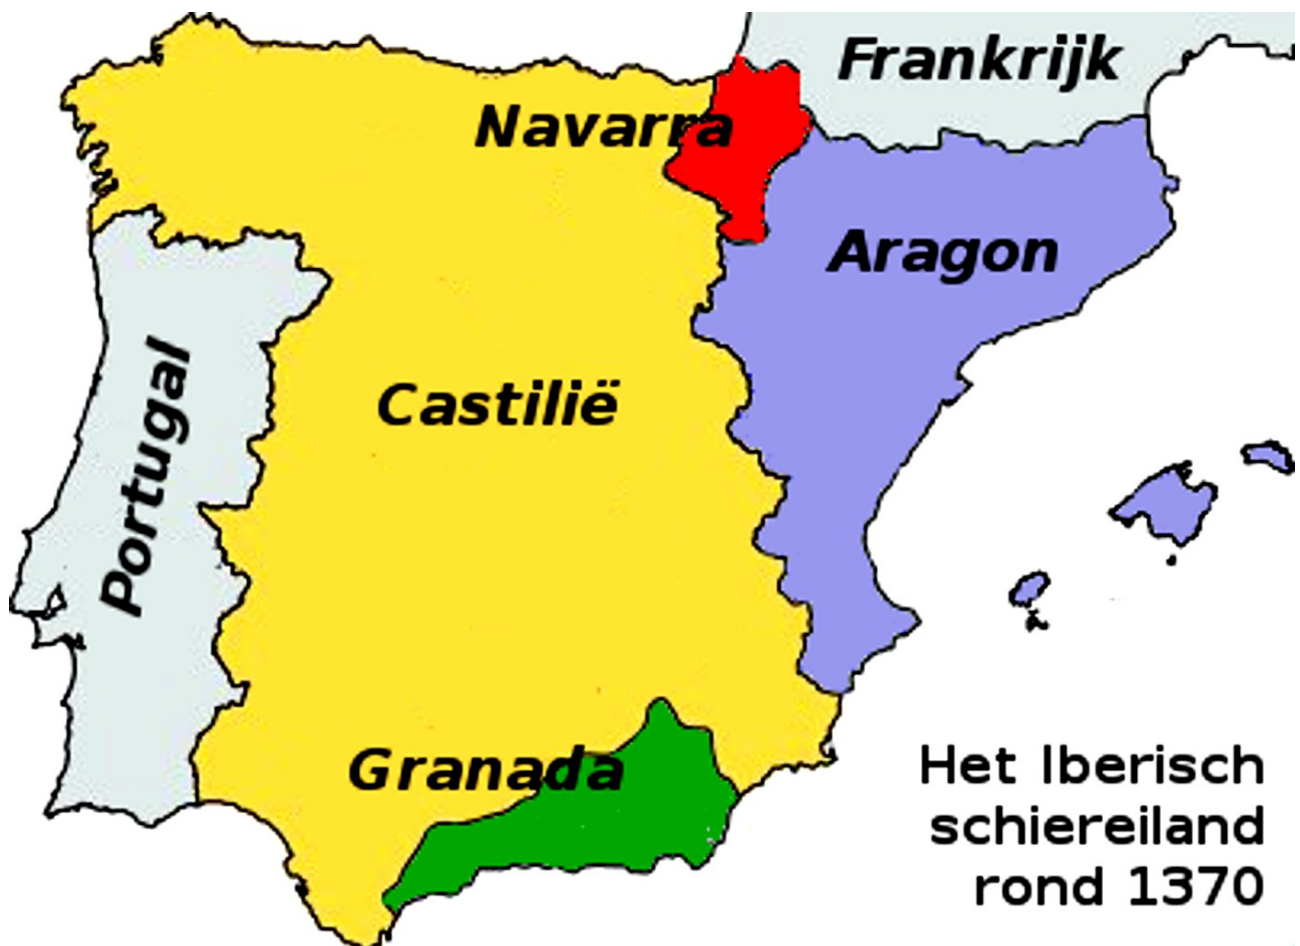 Frankrijk
Navarra
Aragon
Castilië
Portugal
Granada
Het Iberisch
schiereiland
rond 1370